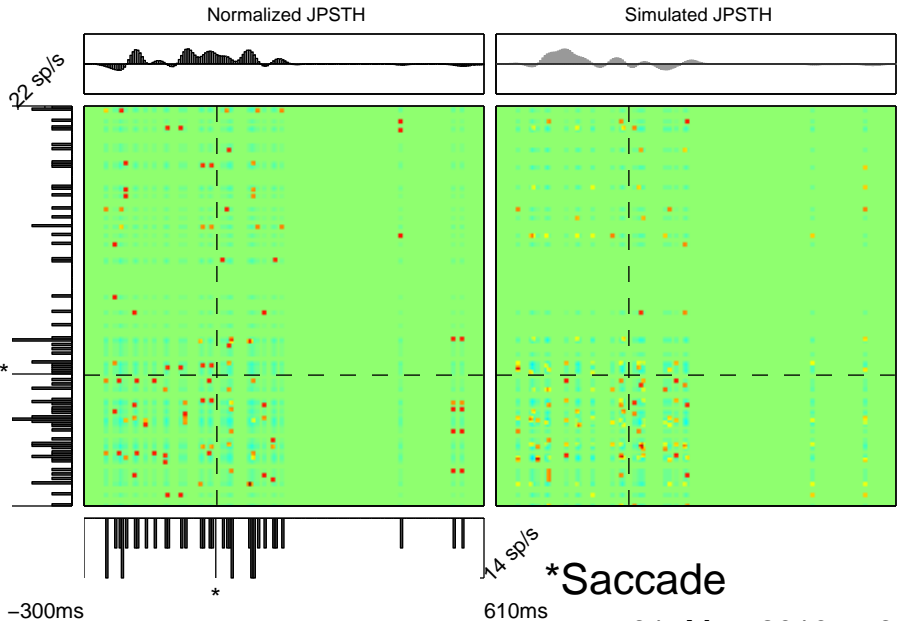 Normalized JPSTH
Simulated JPSTH
22 sp/s
*
14 sp/s
*
*Saccade
−300ms
610ms